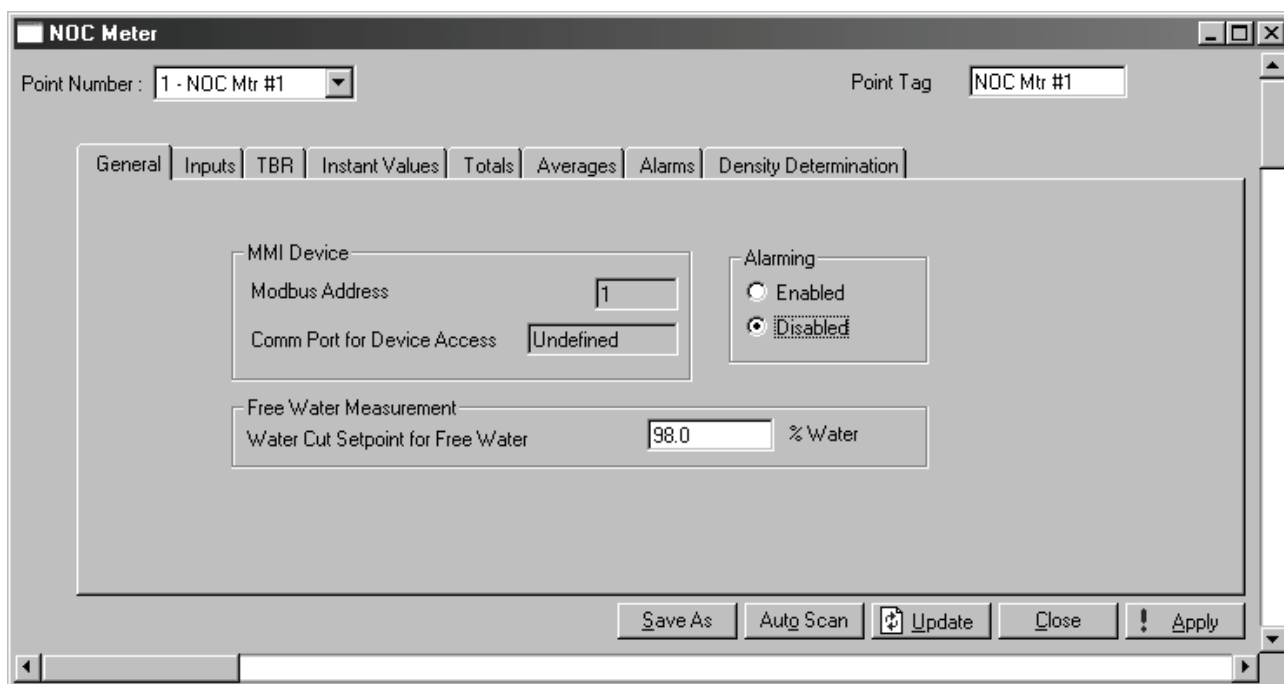 NOC Meter
Point Number : 1 - NOC Mtr #1 Point Tag NOC Mtr #1
General Inputs TBR Instant Values Totals Averages Alarms Density Determination
MMI Device
Modbus Address 1
Comm Port for Device Access Undefined
Alarming
Enabled
Disabled
Free Water Measurement
Water Cut Setpoint for Free Water 98.0 % Water
Save As Auto Scan Update Close ! Apply